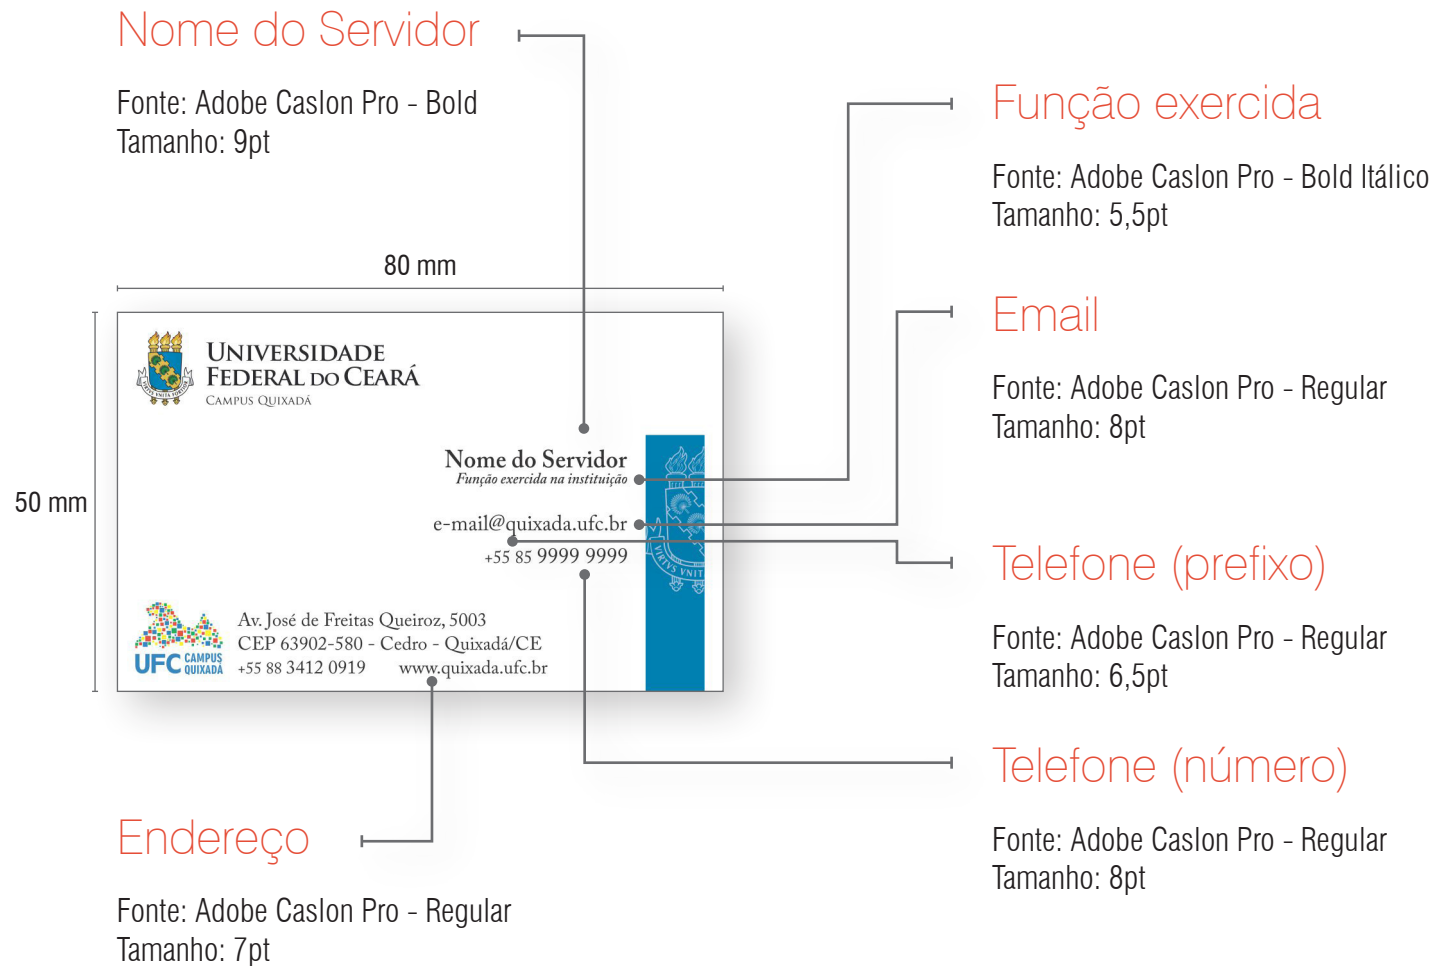 Nome do Servidor
Fonte: Adobe Caslon Pro - Bold
Tamanho: 9pt
Função exercida
Fonte: Adobe Caslon Pro - Bold Itálico
Tamanho: 5,5pt
80 mm
50 mm
UNIVERSIDADE
FEDERAL DO CEARÁ
CAMPUS QUIXADÁ
VIRTVS VNITA FORTIOR
Nome do Servidor
Função exercida na instituição
e-mail@quixada.ufc.br
+55 85 9999 9999
VIRTVS VNIT
UFC CAMPUS
QUIXADÁ
Av. José de Freitas Queiroz, 5003
CEP 63902-580 - Cedro - Quixadá/CE
+55 88 3412 0919 www.quixada.ufc.br
Email
Fonte: Adobe Caslon Pro - Regular
Tamanho: 8pt
Telefone (prefixo)
Fonte: Adobe Caslon Pro - Regular
Tamanho: 6,5pt
Telefone (número)
Fonte: Adobe Caslon Pro - Regular
Tamanho: 8pt
Endereço
Fonte: Adobe Caslon Pro - Regular
Tamanho: 7pt